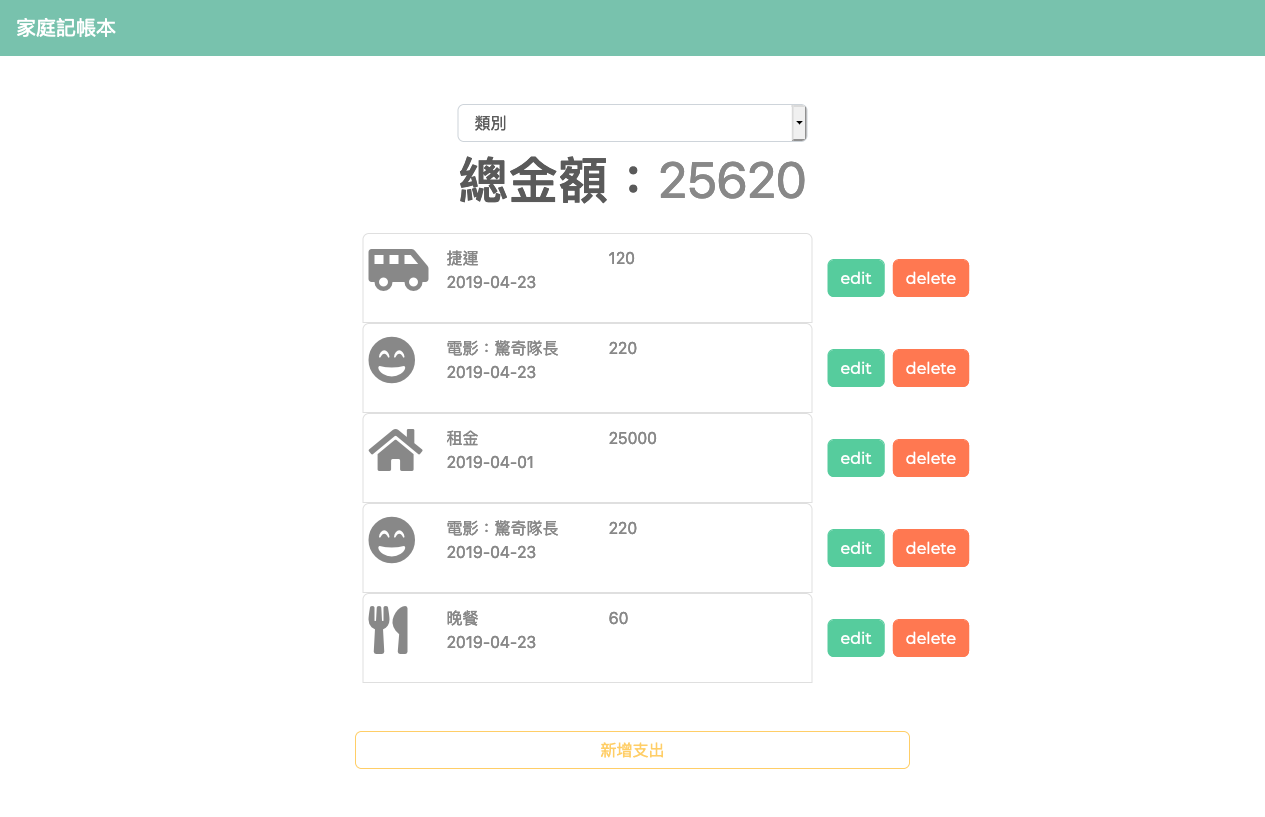 家庭記帳本
類別
總金額：25620
捷運 120
2019-04-23
edit delete
電影：驚奇隊長 220
2019-04-23
edit delete
租金 25000
2019-04-01
edit delete
電影：驚奇隊長 220
2019-04-23
edit delete
晚餐 60
2019-04-23
edit delete
新增支出